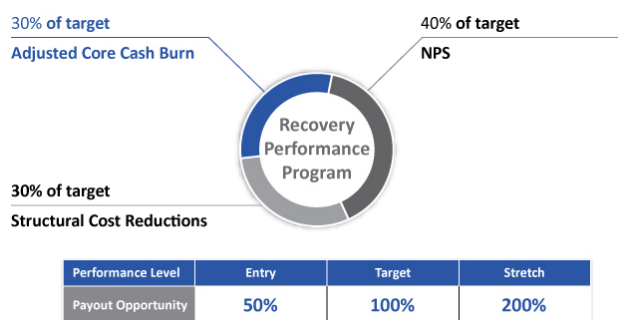 30% of target
Adjusted Core Cash Burn
40% of target
NPS
Recovery
Performance
Program
30% of target
Structural Cost Reductions
Performance Level Entry Target Stretch
Payout Opportunity 50% 100% 200%